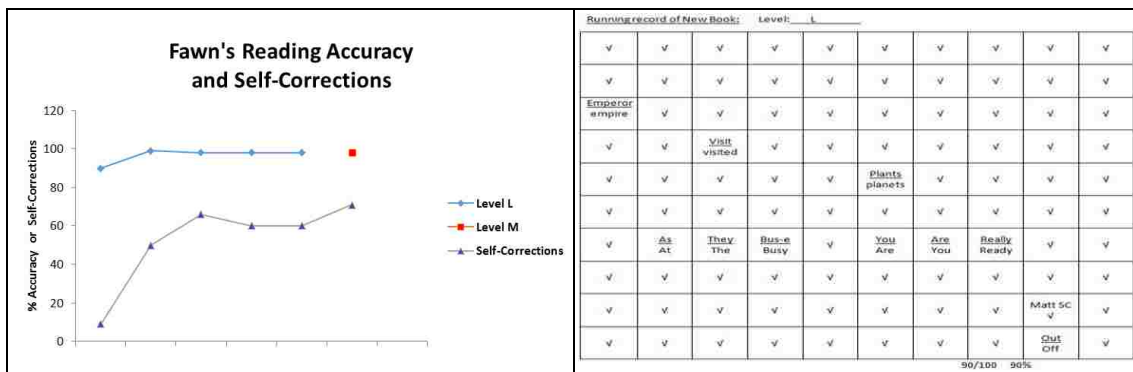 Fawn's Reading Accuracy
and Self-Corrections
% Accuracy or Self-Corrections
120
100
80
60
40
20
0
Level L
Level M
Self-Corrections
Running record of New Book: Level: L
√ √ √ √ √ √ √ √ √ √
√ √ √ √ √ √ √ √ √ √
Emperor √ √ √ √ √ √ √ √ √
empire
√ √ Visit √ √ √ √ √ √ √
visited
√ √ √ √ √ Plants √ √ √ √
planets
√ √ √ √ √ √ √ √ √ √
√ As They Bus-e √ You Are Really √ √
At The Busy Are You Ready
√ √ √ √ √ √ √ √ √ √
√ √ √ √ √ √ √ √ Matt SC √
√
√ √ √ √ √ √ √ √ Out √
Off
90/100 90%